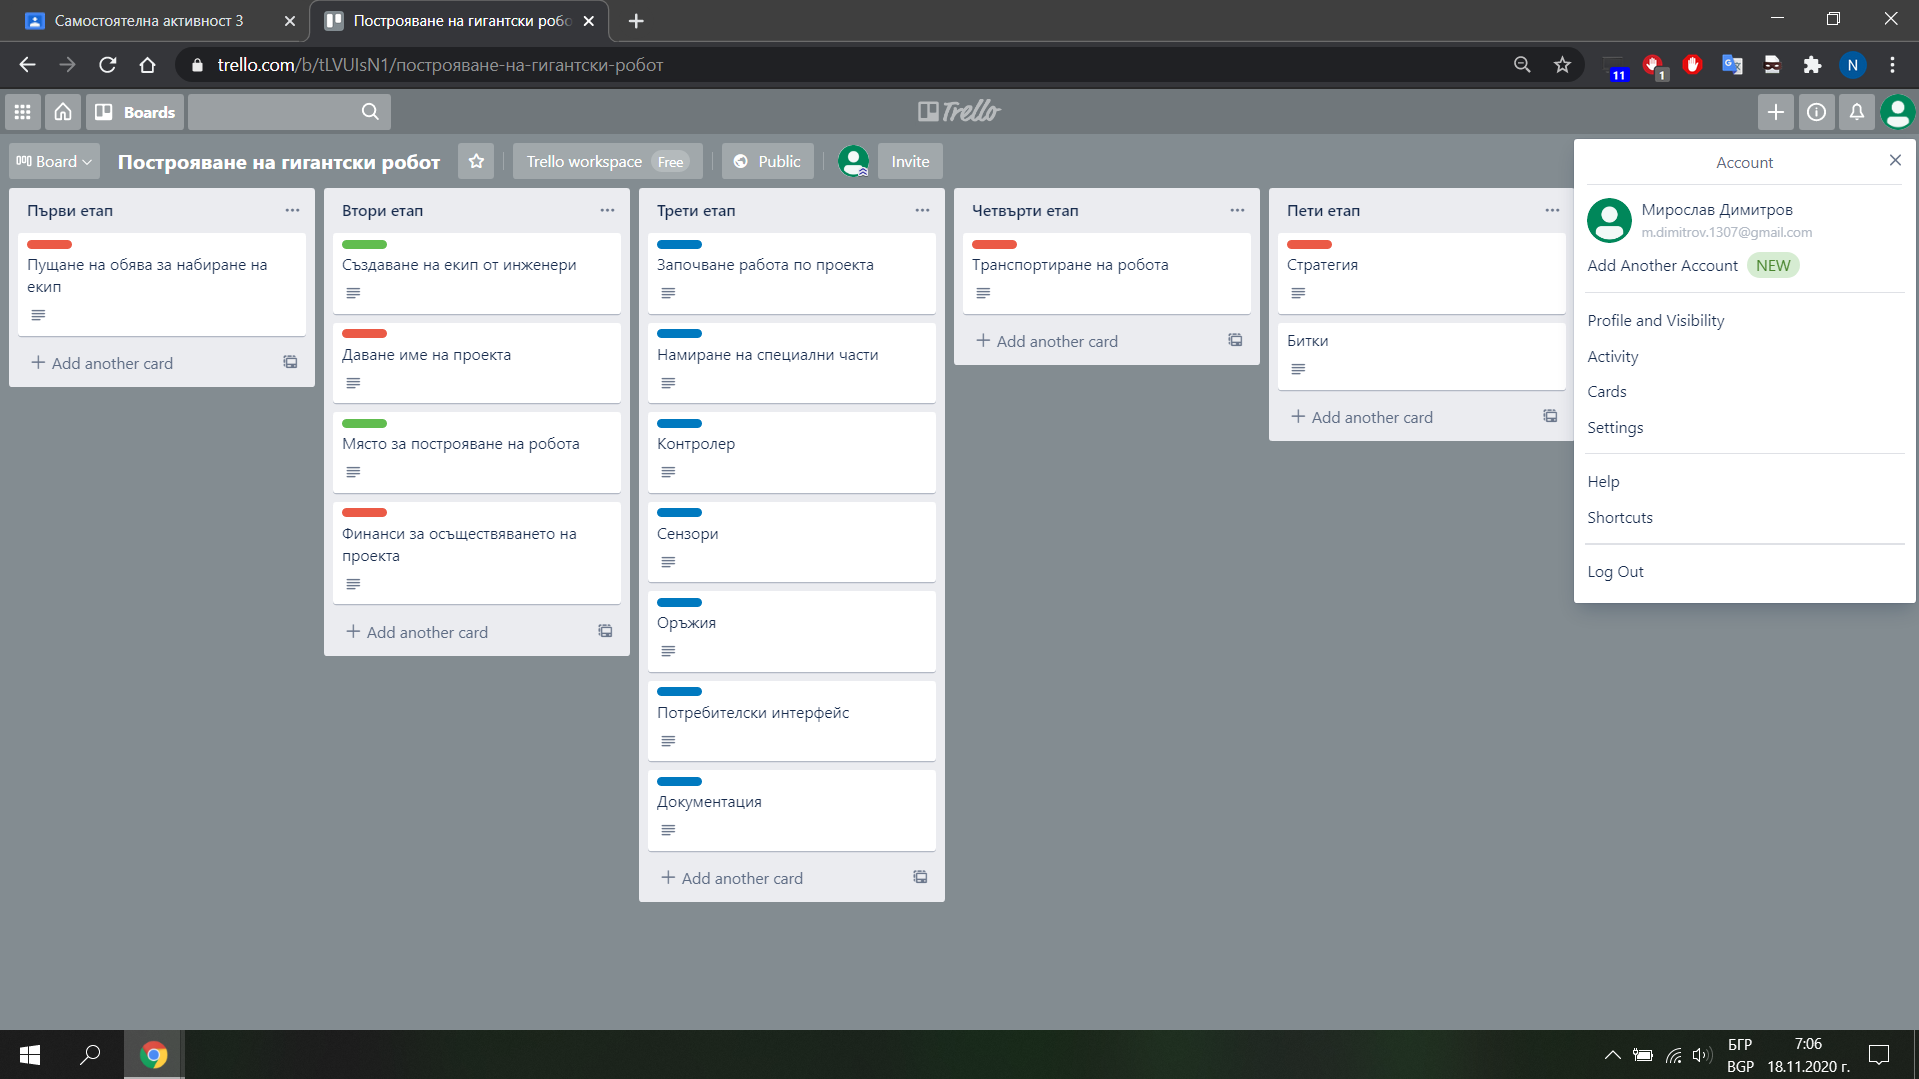 Самостоятелна активност 3
Построяване на гигантски робо
trello.com/b/tLVUIsN1/построяване-на-гигантски-робот
11
1
N
Boards
Trello
Board
Построяване на гигантски робот
Trello workspace Free
Public
Invite
Първи етап
Пущане на обява за набиране на
екип
Add another card
Втори етап
Създаване на екип от инженери
Даване име на проекта
Място за построяване на робота
Финанси за осъществяването на
проекта
Add another card
Трети етап
Започване работа по проекта
Намиране на специални части
Контролер
Сензори
Оръжия
Потребителски интерфейс
Документация
Add another card
Четвърти етап
Транспортиране на робота
Add another card
Пети етап
Стратегия
Битки
Add another card
Account
Мирослав Димитров
m.dimitrov.1307@gmail.com
Add Another Account NEW
Profile and Visibility
Activity
Cards
Settings
Help
Shortcuts
Log Out
БГР
BGP
7:06
18.11.2020 г.